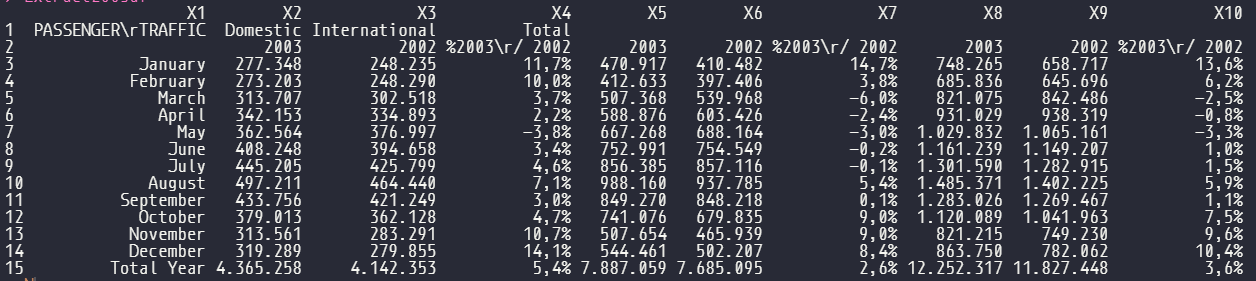 X1 X2 X3 X4 X5 X6 X7 X8 X9 X10
1 PASSENGER\rTRAFFIC Domestic International Total
2 2003 2002 %2003\r/ 2002 2003 2002 %2003\r/ 2002 2003 2002 %2003\r/ 2002
3 January 277.348 248.235 11,7% 470.917 410.482 14,7% 748.265 658.717 13,6%
4 February 273.203 248.290 10,0% 412.633 397.406 3,8% 685.836 645.696 6,2%
5 March 313.707 302.518 3,7% 507.368 539.968 −6,0% 821.075 842.486 −2,5%
6 April 342.153 334.893 2,2% 588.876 603.426 −2,4% 931.029 938.319 −0,8%
7 May 362.564 376.997 −3,8% 667.268 688.164 −3,0% 1.029.832 1.065.161 −3,3%
8 June 408.248 394.658 3,4% 752.991 754.549 −0,2% 1.161.239 1.149.207 1,0%
9 July 445.205 425.799 4,6% 856.385 857.116 −0,1% 1.301.590 1.282.915 1,5%
10 August 497.211 464.440 7,1% 988.160 937.785 5,4% 1.485.371 1.402.225 5,9%
11 September 433.756 421.249 3,0% 849.270 848.218 0,1% 1.283.026 1.269.467 1,1%
12 October 379.013 362.128 4,7% 741.076 679.835 9,0% 1.120.089 1.041.963 7,5%
13 November 313.561 283.291 10,7% 507.654 465.939 9,0% 821.215 749.230 9,6%
14 December 319.289 279.855 14,1% 544.461 502.207 8,4% 863.750 782.062 10,4%
15 Total Year 4.365.258 4.142.353 5,4% 7.887.059 7.685.095 2,6% 12.252.317 11.827.448 3,6%